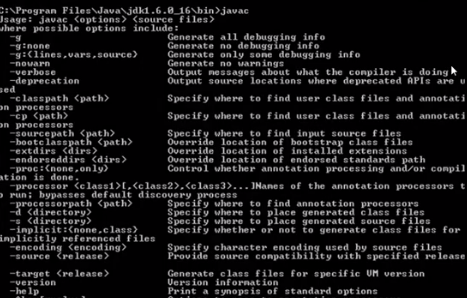 C:\Program Files\Java\jdk1.6.0_16\bin>javac
Usage: javac <options> <source files>
where possible options include:
-g Generate all debugging info
-g:none Generate no debugging info
-g:{lines,vars,source} Generate only some debugging info
-nowarn Generate no warnings
-verbose Output messages about what the compiler is doing
-deprecation Output source locations where deprecated APIs are u
sed
-classpath <path> Specify where to find user class files and annotati
on processors
-cp <path> Specify where to find user class files and annotati
on processors
-sourcepath <path> Specify where to find input source files
-bootclasspath <path> Override location of bootstrap class files
-extdirs <dirs> Override location of installed extensions
-endorseddirs <dirs> Override location of endorsed standards path
-proc:{none,only} Control whether annotation processing and/or compil
ation is done.
-processor <class1>[,<class2>,<class3>...]Names of the annotation processors t
o run; bypasses default discovery process
-processorpath <path> Specify where to find annotation processors
-d <directory> Specify where to place generated class files
-s <directory> Specify where to place generated source files
-implicit:{none,class} Specify whether or not to generate class files for
implicitly referenced files
-encoding <encoding> Specify character encoding used by source files
-source <release> Provide source compatibility with specified release
-target <release> Generate class files for specific VM version
-version Version information
-help Print a synopsis of standard options